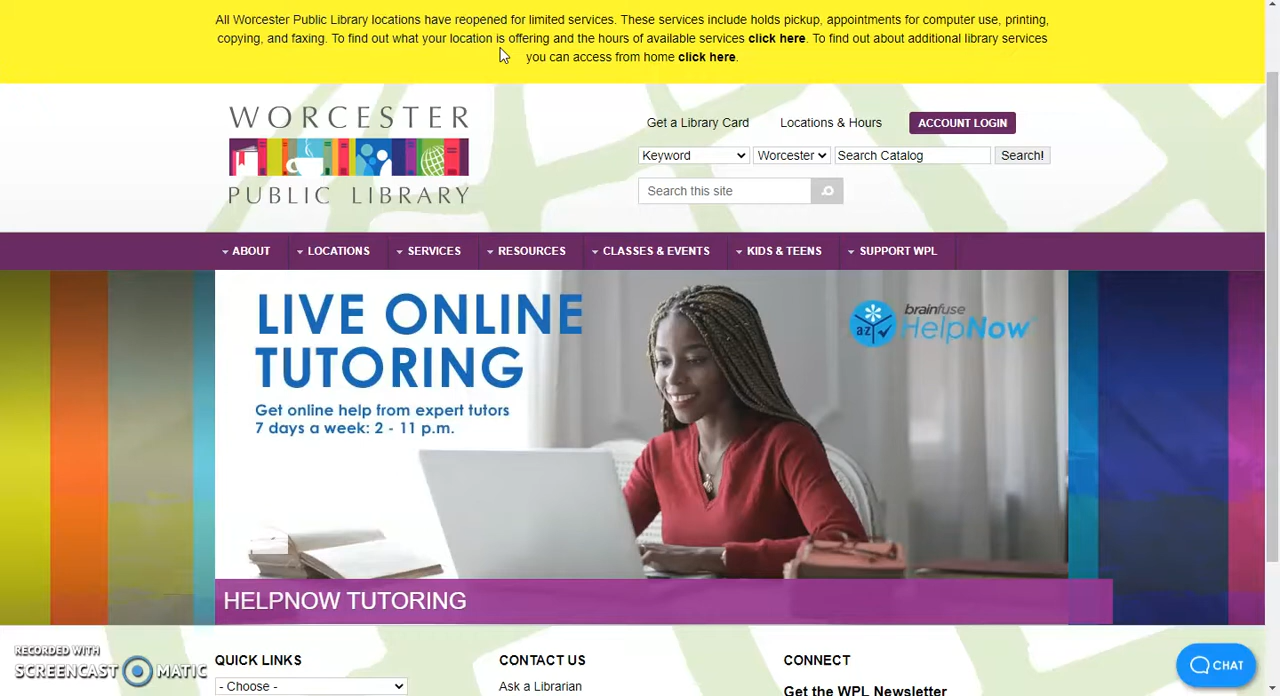 All Worcester Public Library locations have reopened for limited services. These services include holds pickup, appointments for computer use, printing,
copying, and faxing. To find out what your location is offering and the hours of available services click here. To find out about additional library services
you can access from home click here.
WORCESTER
PUBLIC LIBRARY
Get a Library Card
Locations & Hours
ACCOUNT LOGIN
Keyword
Worcester
Search Catalog
Search!
Search this site
ABOUT
LOCATIONS
SERVICES
RESOURCES
CLASSES & EVENTS
KIDS & TEENS
SUPPORT WPL
LIVE ONLINE
TUTORING
Get online help from expert tutors
7 days a week: 2 - 11 p.m.
brainfuse
HelpNow
az
HELPNOW TUTORING
RECORDED WITH
SCREENCAST MATIC
QUICK LINKS
- Choose -
CONTACT US
Ask a Librarian
CONNECT
Get the WPL Newsletter
CHAT